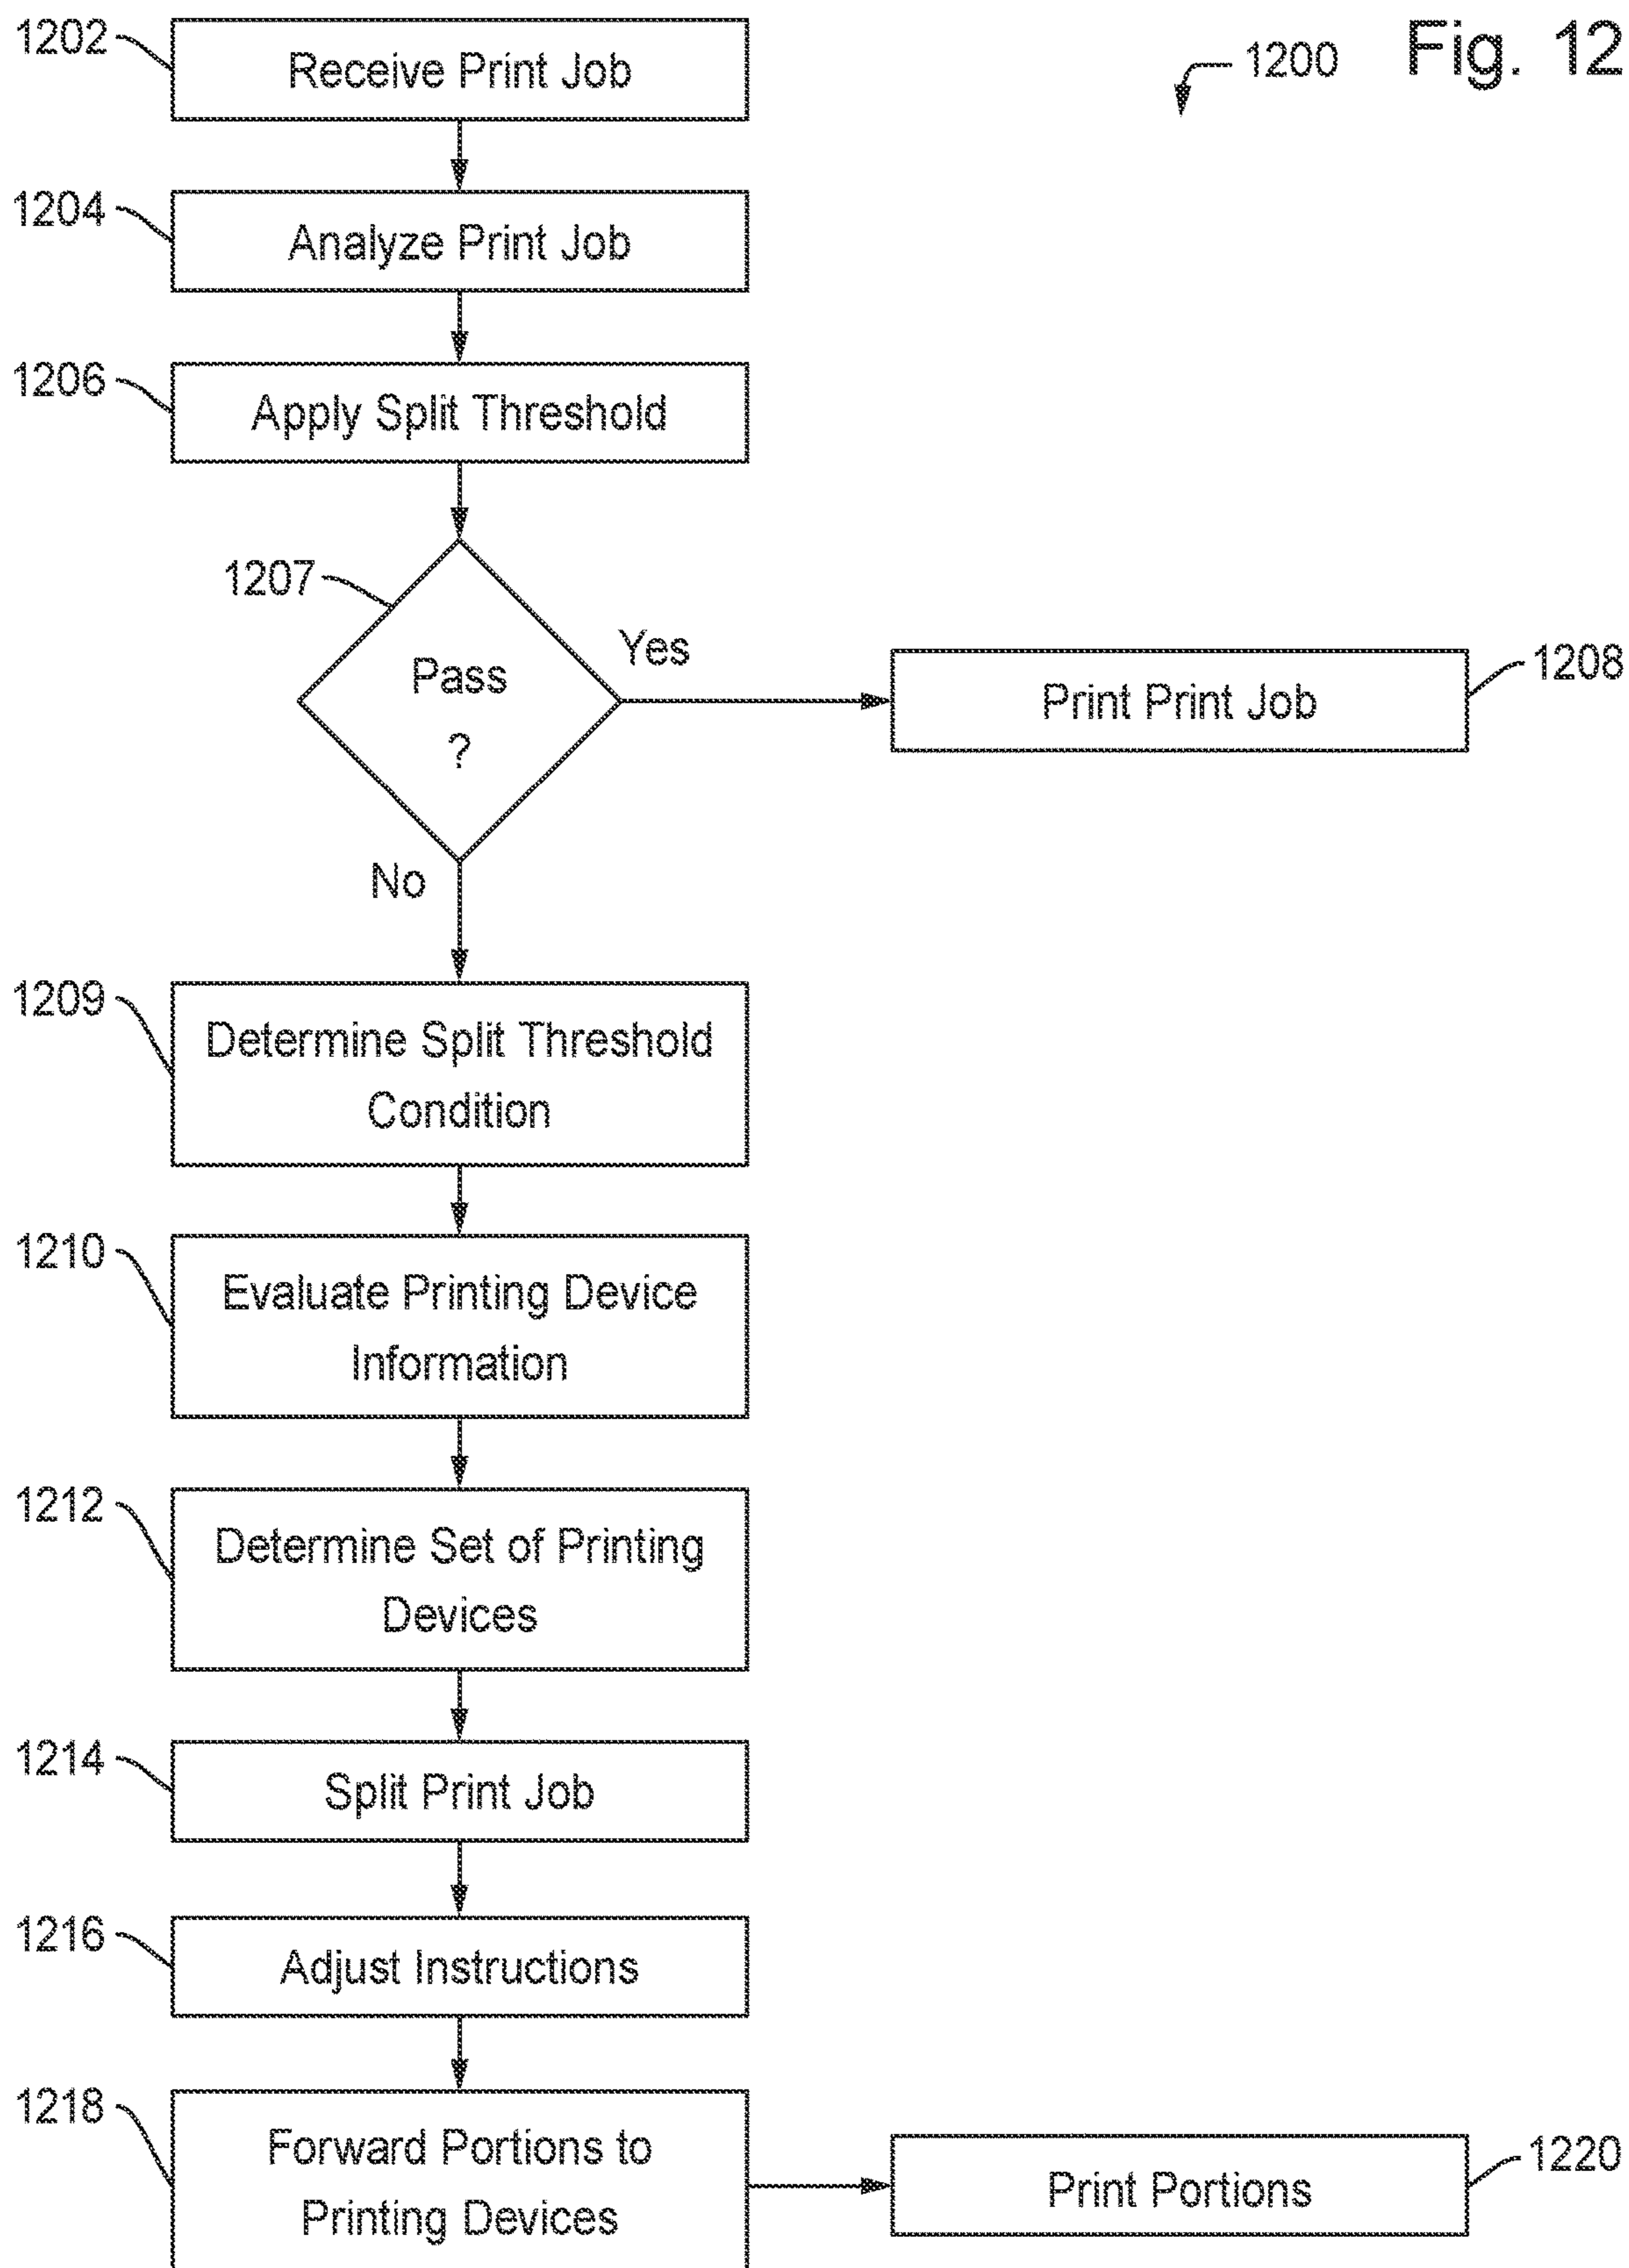 Fig. 12
1200
1202
Receive Print Job
1204
Analyze Print Job
1206
Apply Split Threshold
1207
Pass
?
Yes
1208
Print Print Job
No
1209
Determine Split Threshold
Condition
1210
Evaluate Printing Device
Information
1212
Determine Set of Printing
Devices
1214
Split Print Job
1216
Adjust Instructions
1218
Forward Portions to
Printing Devices
1220
Print Portions